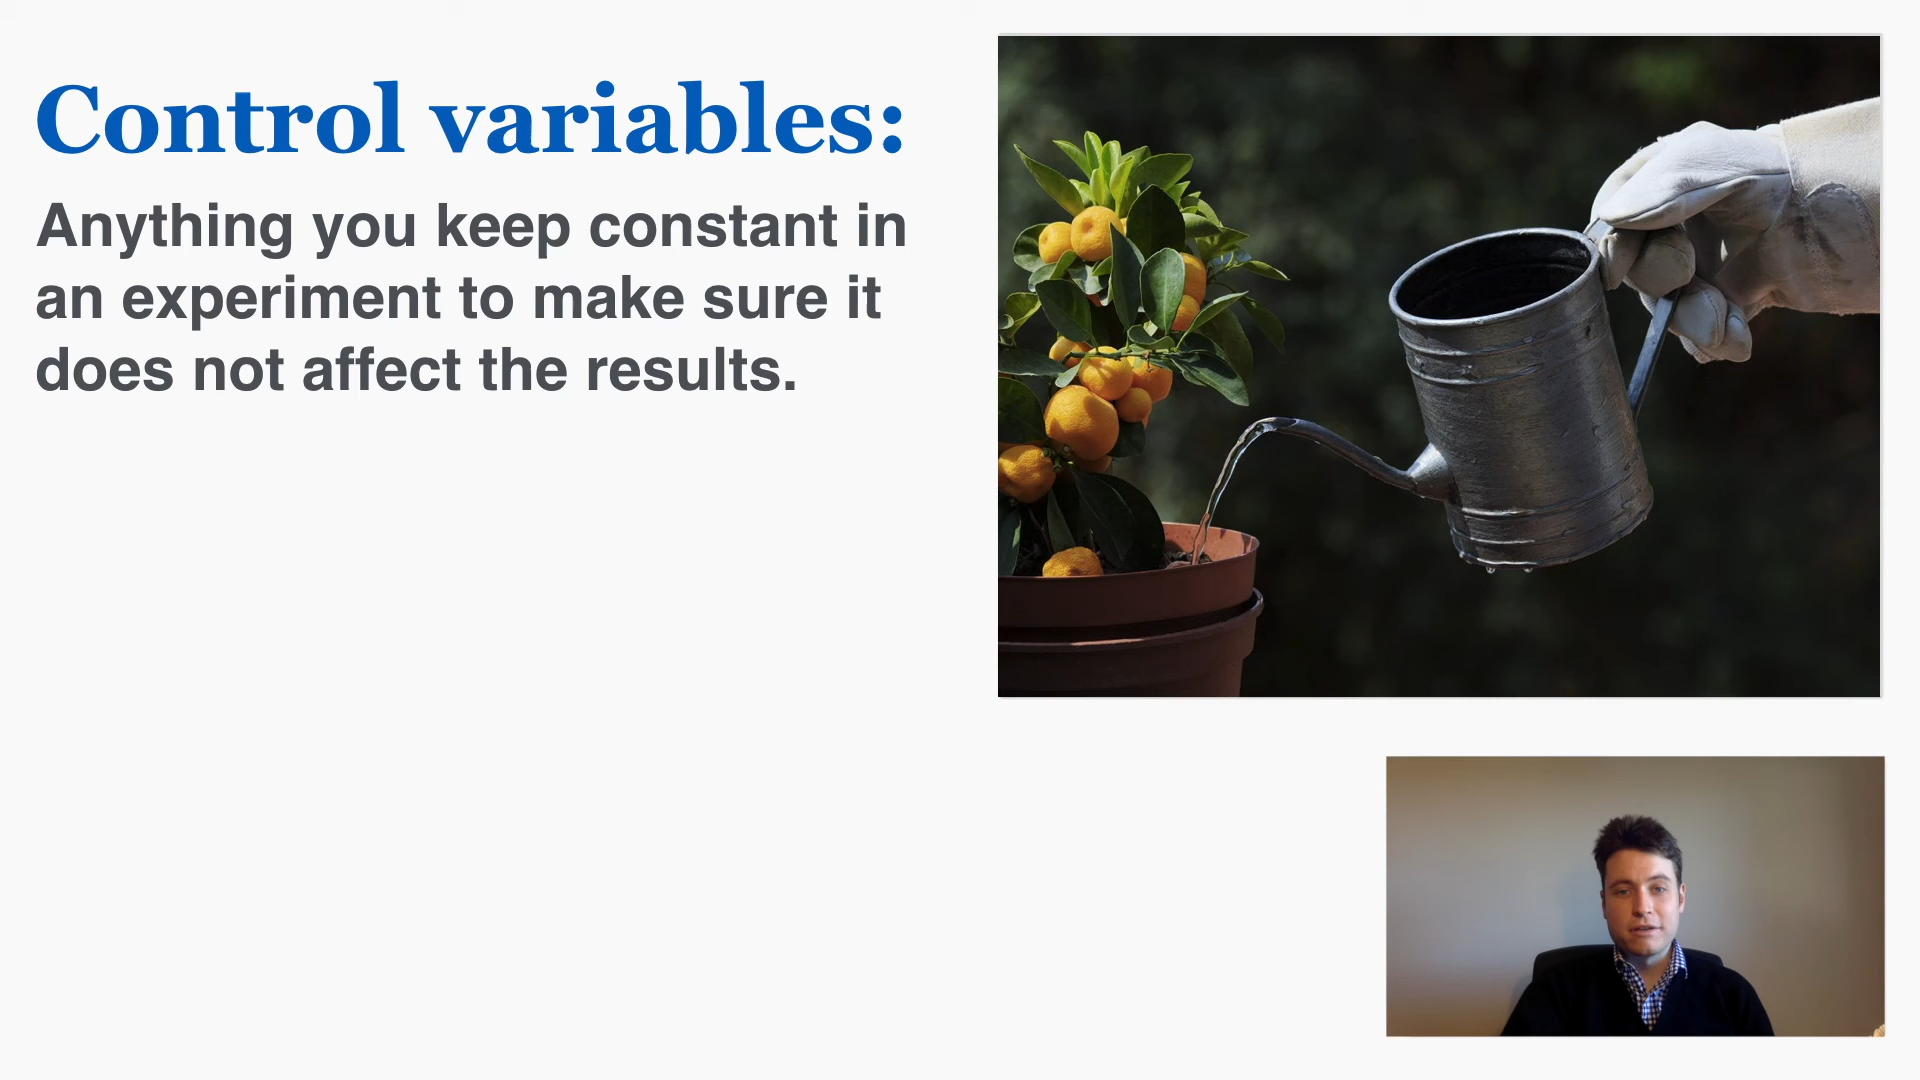 Control variables:
Anything you keep constant in
an experiment to make sure it
does not affect the results.